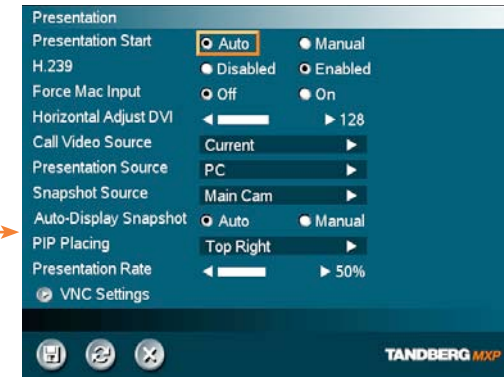 Presentation
Presentation Start Auto Manual
H.239 Disabled Enabled
Force Mac Input Off On
Horizontal Adjust DVI 128
Call Video Source Current
Presentation Source PC
Snapshot Source Main Cam
Auto-Display Snapshot Auto Manual
PIP Placing Top Right
Presentation Rate 50%
VNC Settings
TANDBERG MXP